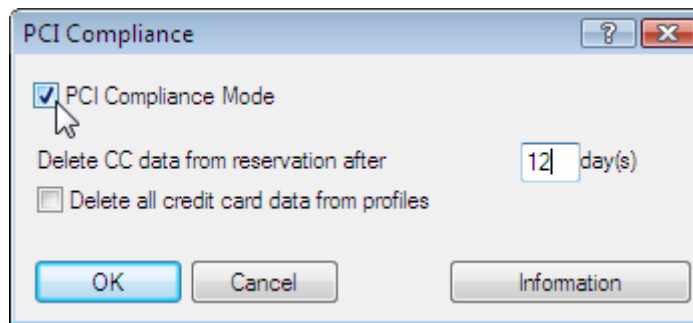 PCI Compliance
PCI Compliance Mode
Delete CC data from reservation after 12 day(s)
Delete all credit card data from profiles
OK Cancel Information